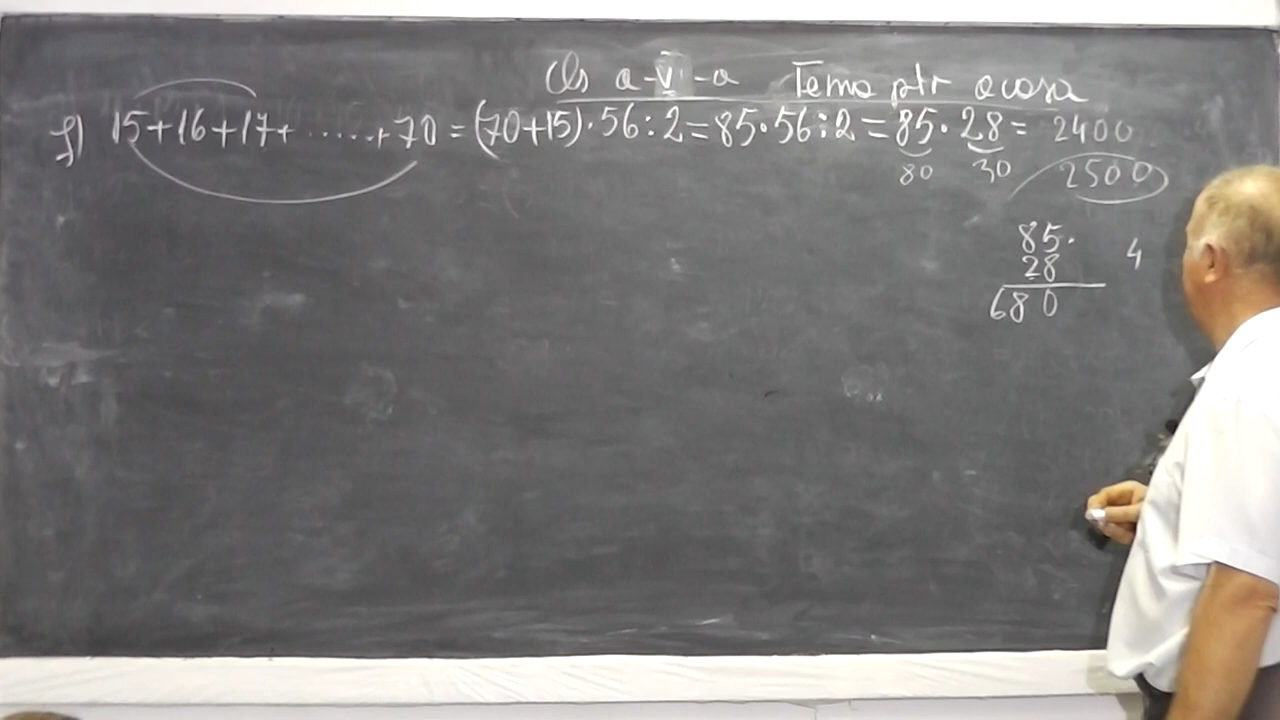 Cls a-V-a Tema ptr acasa
f) 15+16+17+......+70=(70+15)·56:2=85·56:2=85·28= 2400
80 30 2500
85·
28 4
680